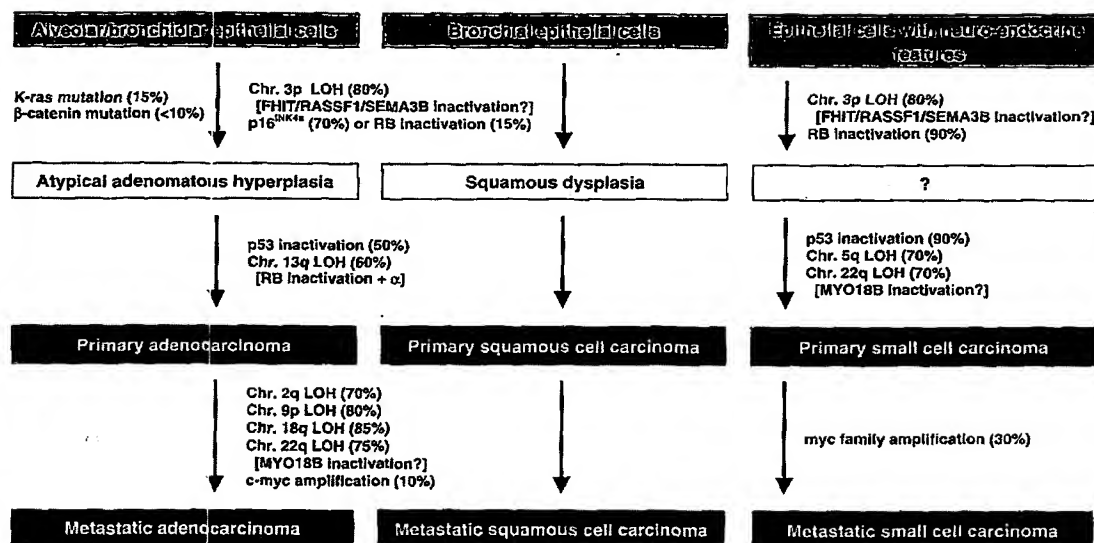 Alveolar/bronchiolar epithelial cells
Bronchial epithelial cells
Epithelial cells with neuro-endocrine
features
K-ras mutation (15%)
β-catenin mutation (<10%)
Chr. 3p LOH (80%)
[FHIT/RASSF1/SEMA3B inactivation?]
p16INK4a (70%) or RB inactivation (15%)
Chr. 3p LOH (80%)
[FHIT/RASSF1/SEMA3B inactivation?]
RB inactivation (90%)
Atypical adenomatous hyperplasia
Squamous dysplasia
?
p53 inactivation (50%)
Chr. 13q LOH (60%)
[RB inactivation + α]
p53 inactivation (90%)
Chr. 5q LOH (70%)
Chr. 22q LOH (70%)
[MYO18B inactivation?]
Primary adenocarcinoma
Primary squamous cell carcinoma
Primary small cell carcinoma
Chr. 2q LOH (70%)
Chr. 9p LOH (80%)
Chr. 18q LOH (85%)
Chr. 22q LOH (75%)
[MYO18B inactivation?]
c-myc amplification (10%)
myc family amplification (30%)
Metastatic adenocarcinoma
Metastatic squamous cell carcinoma
Metastatic small cell carcinoma